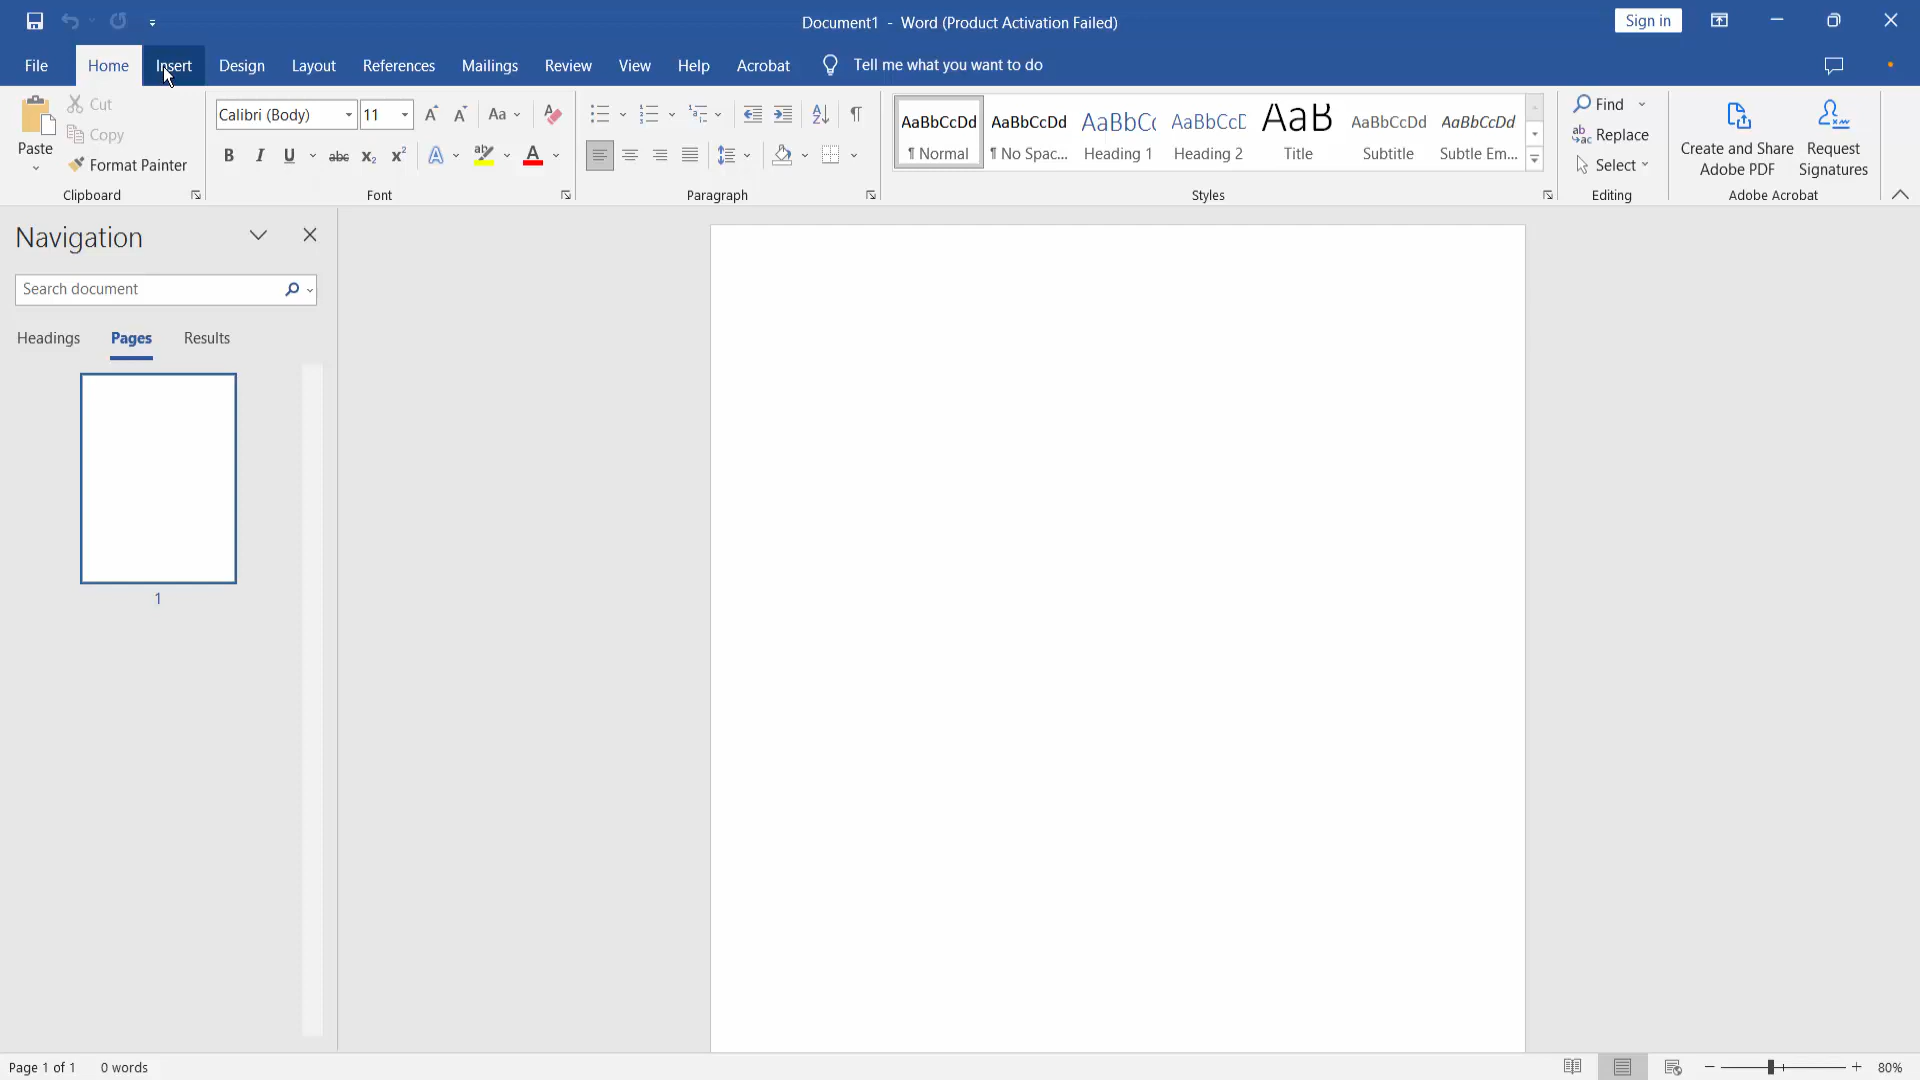 Document1 - Word (Product Activation Failed)
Sign in
File Home Insert Design Layout References Mailings Review View Help Acrobat Tell me what you want to do
Paste
Cut
Copy
Format Painter
Clipboard
Calibri (Body) 11
Aa
B I U abc x₂ x² A ab A
Font
Paragraph
AaBbCcDd AaBbCcDd AaBbCc AaBbCcD AaB AaBbCcDd AaBbCcDd
¶ Normal ¶ No Spac... Heading 1 Heading 2 Title Subtitle Subtle Em...
Styles
Find
Replace
Select
Editing
Create and Share
Adobe PDF
Request
Signatures
Adobe Acrobat
Navigation
Search document
Headings Pages Results
1
Page 1 of 1 0 words
80%